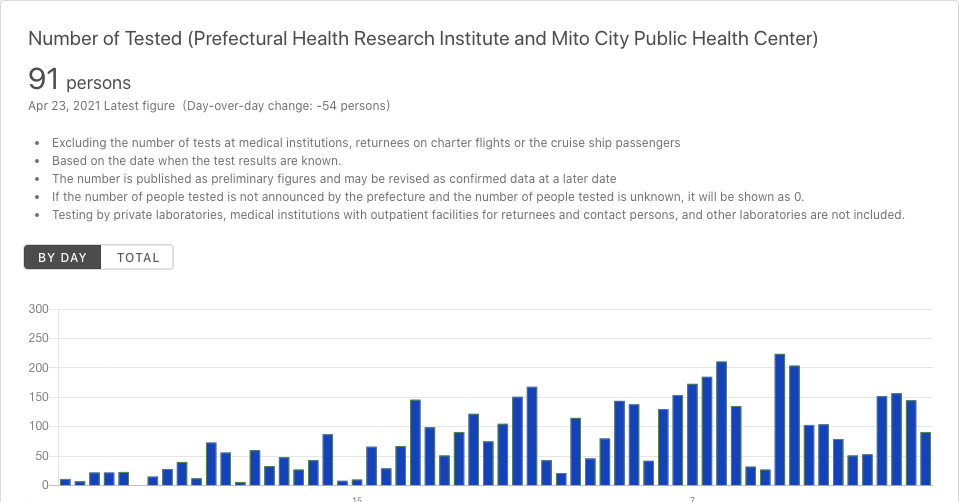 Number of Tested (Prefectural Health Research Institute and Mito City Public Health Center)
91 persons
Apr 23, 2021 Latest figure (Day-over-day change: -54 persons)
• Excluding the number of tests at medical institutions, returnees on charter flights or the cruise ship passengers
• Based on the date when the test results are known.
• The number is published as preliminary figures and may be revised as confirmed data at a later date
• If the number of people tested is not announced by the prefecture and the number of people tested is unknown, it will be shown as 0.
• Testing by private laboratories, medical institutions with outpatient facilities for returnees and contact persons, and other laboratories are not included.
BY DAY TOTAL
300
250
200
150
100
50
0
15 7